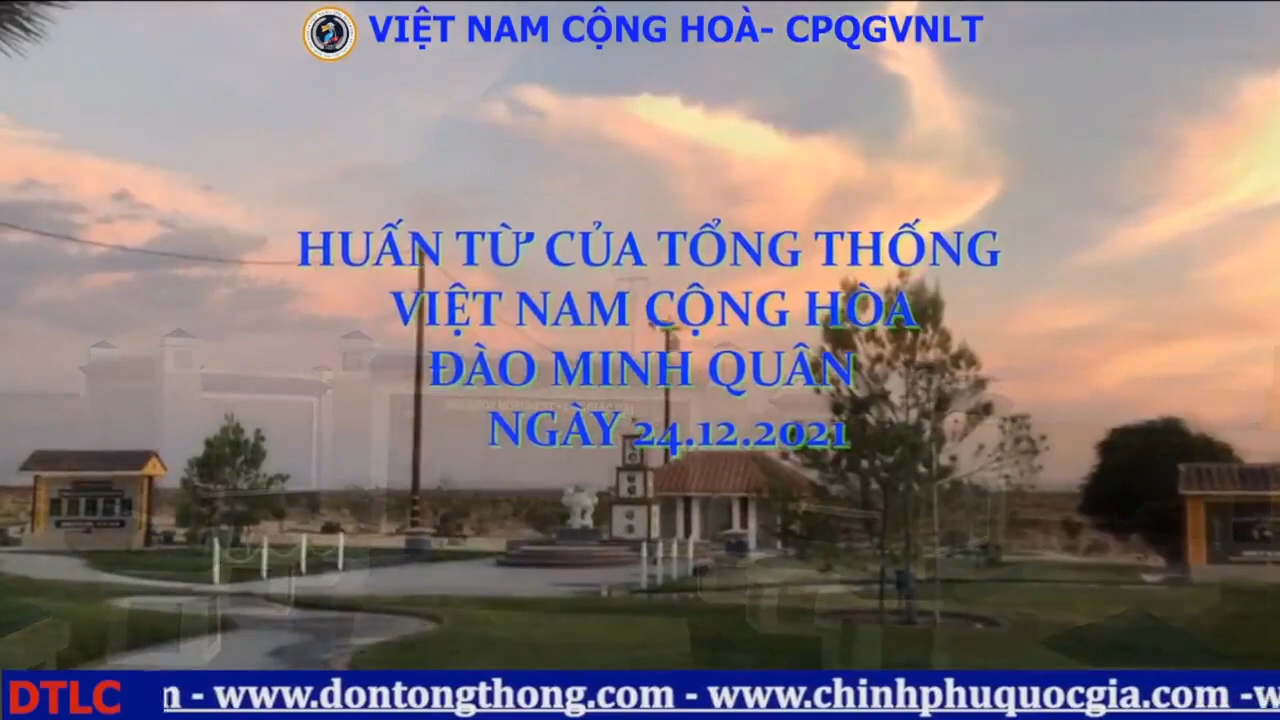 VIỆT NAM CỘNG HOÀ- CPQGVNLT
HUẤN TỪ CỦA TỔNG THỐNG
VIỆT NAM CỘNG HÒA
ĐÀO MINH QUÂN
NGÀY 24.12.2021
DTLC
- www.dontongthong.com - www.chinhphuquocgia.com -w